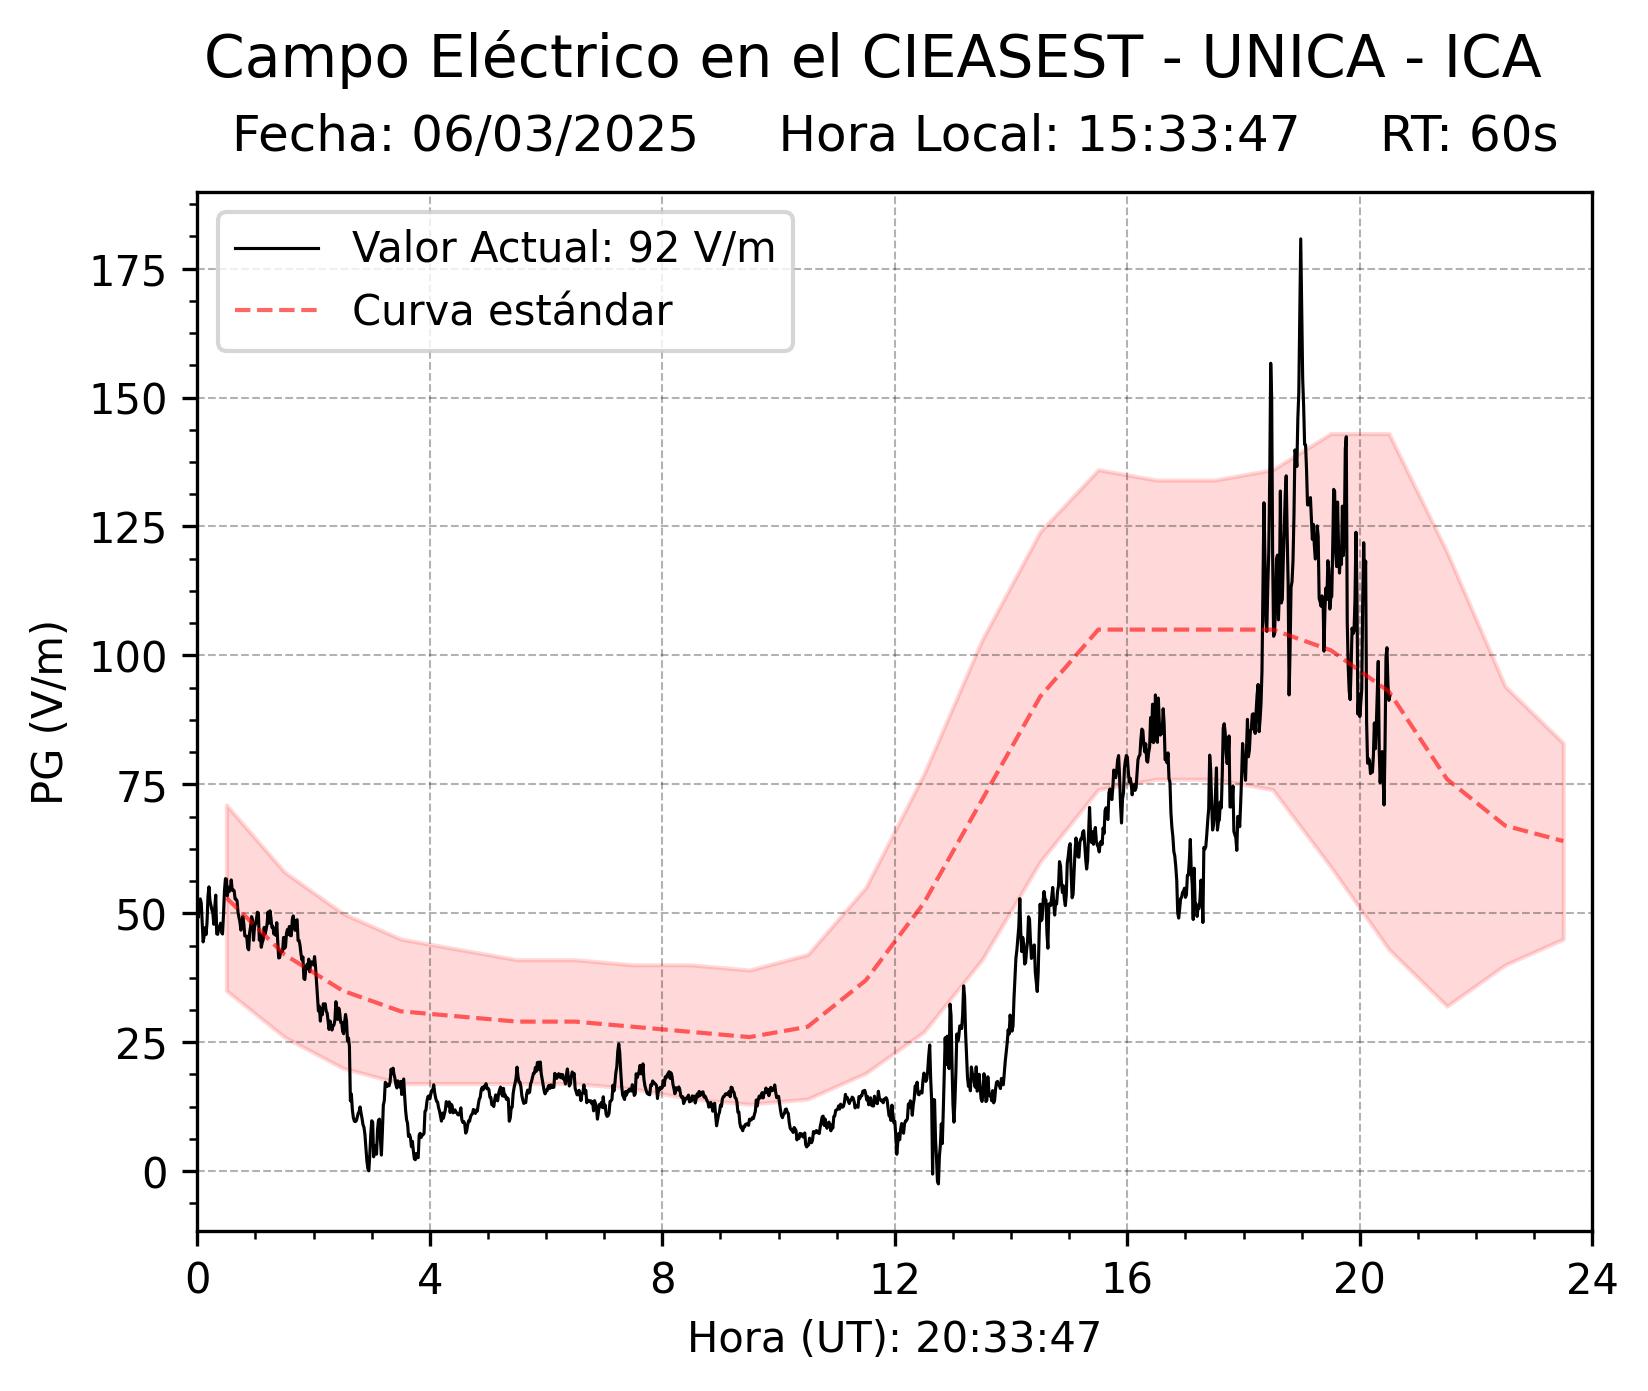 Campo Eléctrico en el CIEASEST - UNICA - ICA
Fecha: 06/03/2025 Hora Local: 15:33:47 RT: 60s
Valor Actual: 92 V/m
Curva estándar
PG (V/m)
175
150
125
100
75
50
25
0
0 4 8 12 16 20 24
Hora (UT): 20:33:47